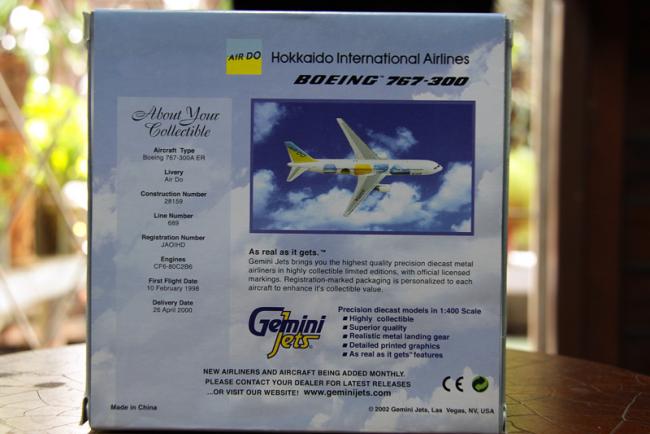 AIR DO
Hokkaido International Airlines
BOEING™ 767-300
About Your
Collectible
Aircraft Type
Boeing 767-300A ER
Livery
Air Do
Construction Number
28159
Line Number
689
Registration Number
JA01HD
Engines
CF6-80C2B6
First Flight Date
10 February 1998
Delivery Date
26 April 2000
As real as it gets.™
Gemini Jets brings you the highest quality precision diecast metal
airliners in highly collectible limited editions, with official licensed
markings. Registration-marked packaging is personalized to each
aircraft to enhance it's collectible value.
Gemini
Jets
Precision diecast models in 1:400 Scale
■ Highly collectible
■ Superior quality
■ Realistic metal landing gear
■ Detailed printed graphics
■ As real as it gets™ features
NEW AIRLINERS AND AIRCRAFT BEING ADDED MONTHLY.
PLEASE CONTACT YOUR DEALER FOR LATEST RELEASES
...OR VISIT OUR WEBSITE! www.geminijets.com
CE
Made in China
© 2002 Gemini Jets, Las Vegas, NV, USA